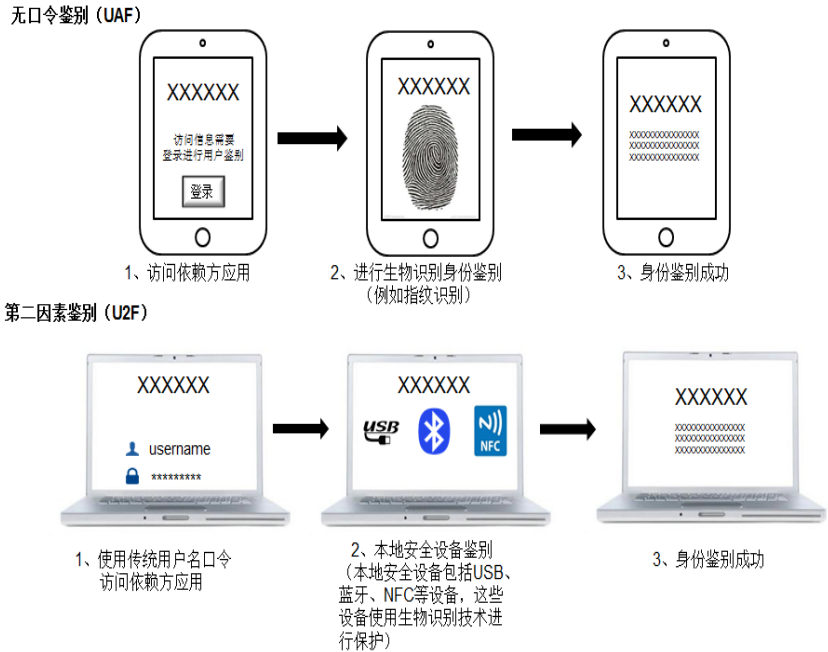 无口令鉴别（UAF）
XXXXXX
访问信息需要
登录进行用户鉴别
登录
XXXXXX
XXXXXX
XXXXXXXXXXXXXXX
XXXXXXXXXXXXXXX
XXXXXXXXXXXXXXX
1、访问依赖方应用
2、进行生物识别身份鉴别
（例如指纹识别）
3、身份鉴别成功
第二因素鉴别（U2F）
XXXXXX
username
*********
XXXXXX
USB
NFC
XXXXXX
XXXXXXXXXXXXXXX
XXXXXXXXXXXXXXX
XXXXXXXXXXXXXXX
1、使用传统用户名口令
访问依赖方应用
2、本地安全设备鉴别
（本地安全设备包括USB、
蓝牙、NFC等设备，这些
设备使用生物识别技术进
行保护）
3、身份鉴别成功